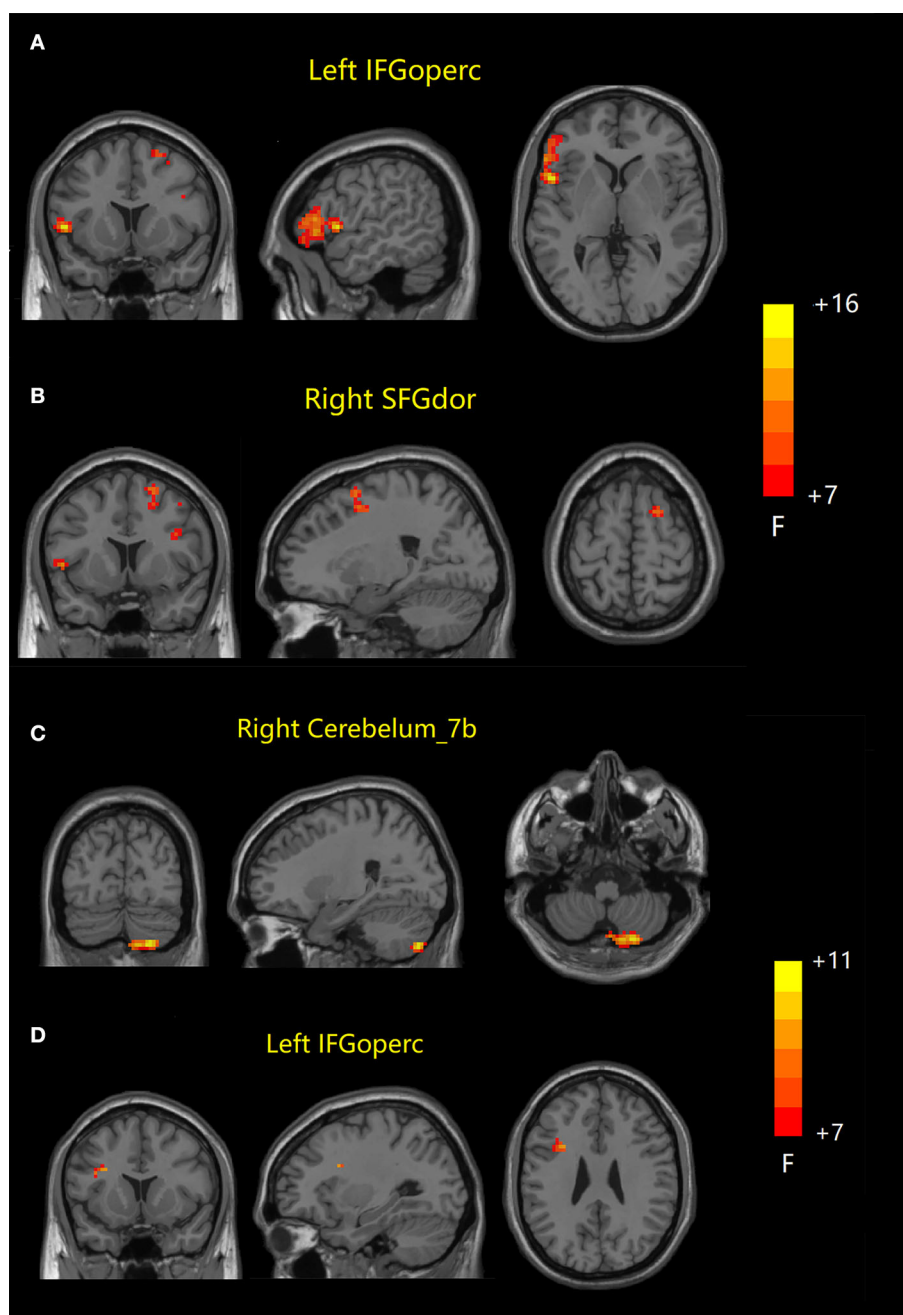 A
Left IFGoperc
+16
B
Right SFGdor
+7
F
C
Right Cerebelum_7b
+11
D
Left IFGoperc
+7
F